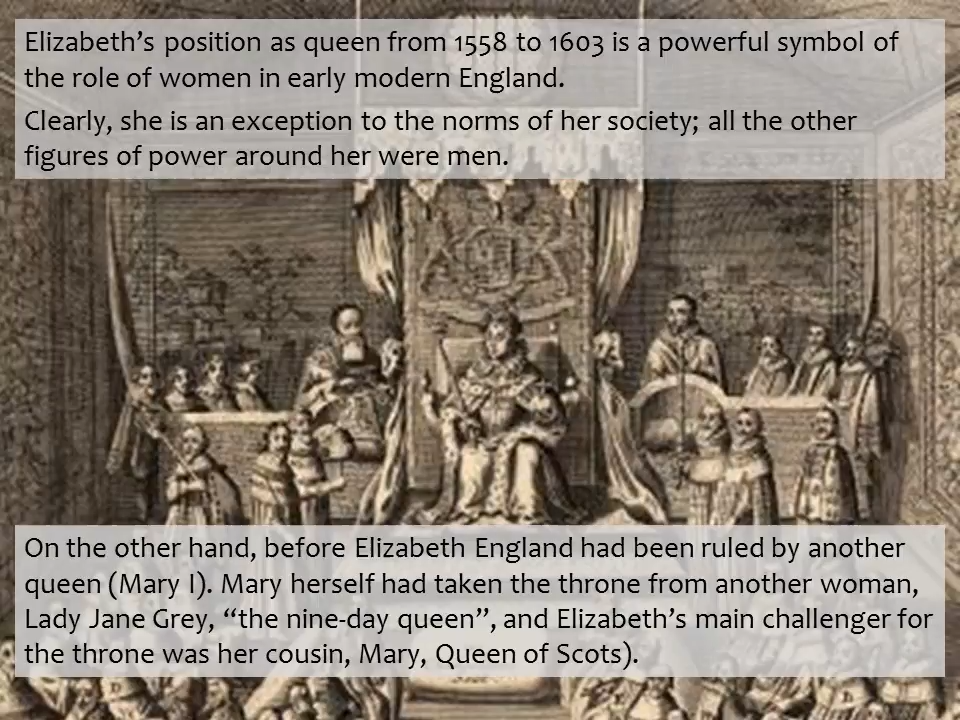 Elizabeth’s position as queen from 1558 to 1603 is a powerful symbol of
the role of women in early modern England.
Clearly, she is an exception to the norms of her society; all the other
figures of power around her were men.
On the other hand, before Elizabeth England had been ruled by another
queen (Mary I). Mary herself had taken the throne from another woman,
Lady Jane Grey, “the nine-day queen”, and Elizabeth’s main challenger for
the throne was her cousin, Mary, Queen of Scots).